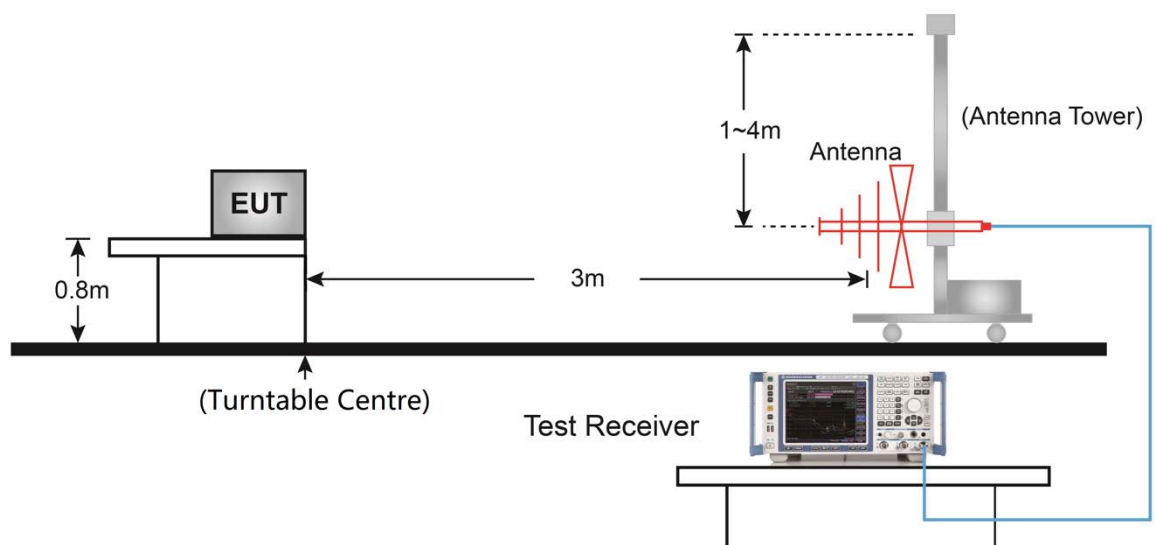 (Antenna Tower)
1~4m
Antenna
EUT
3m
0.8m
(Turntable Centre)
Test Receiver